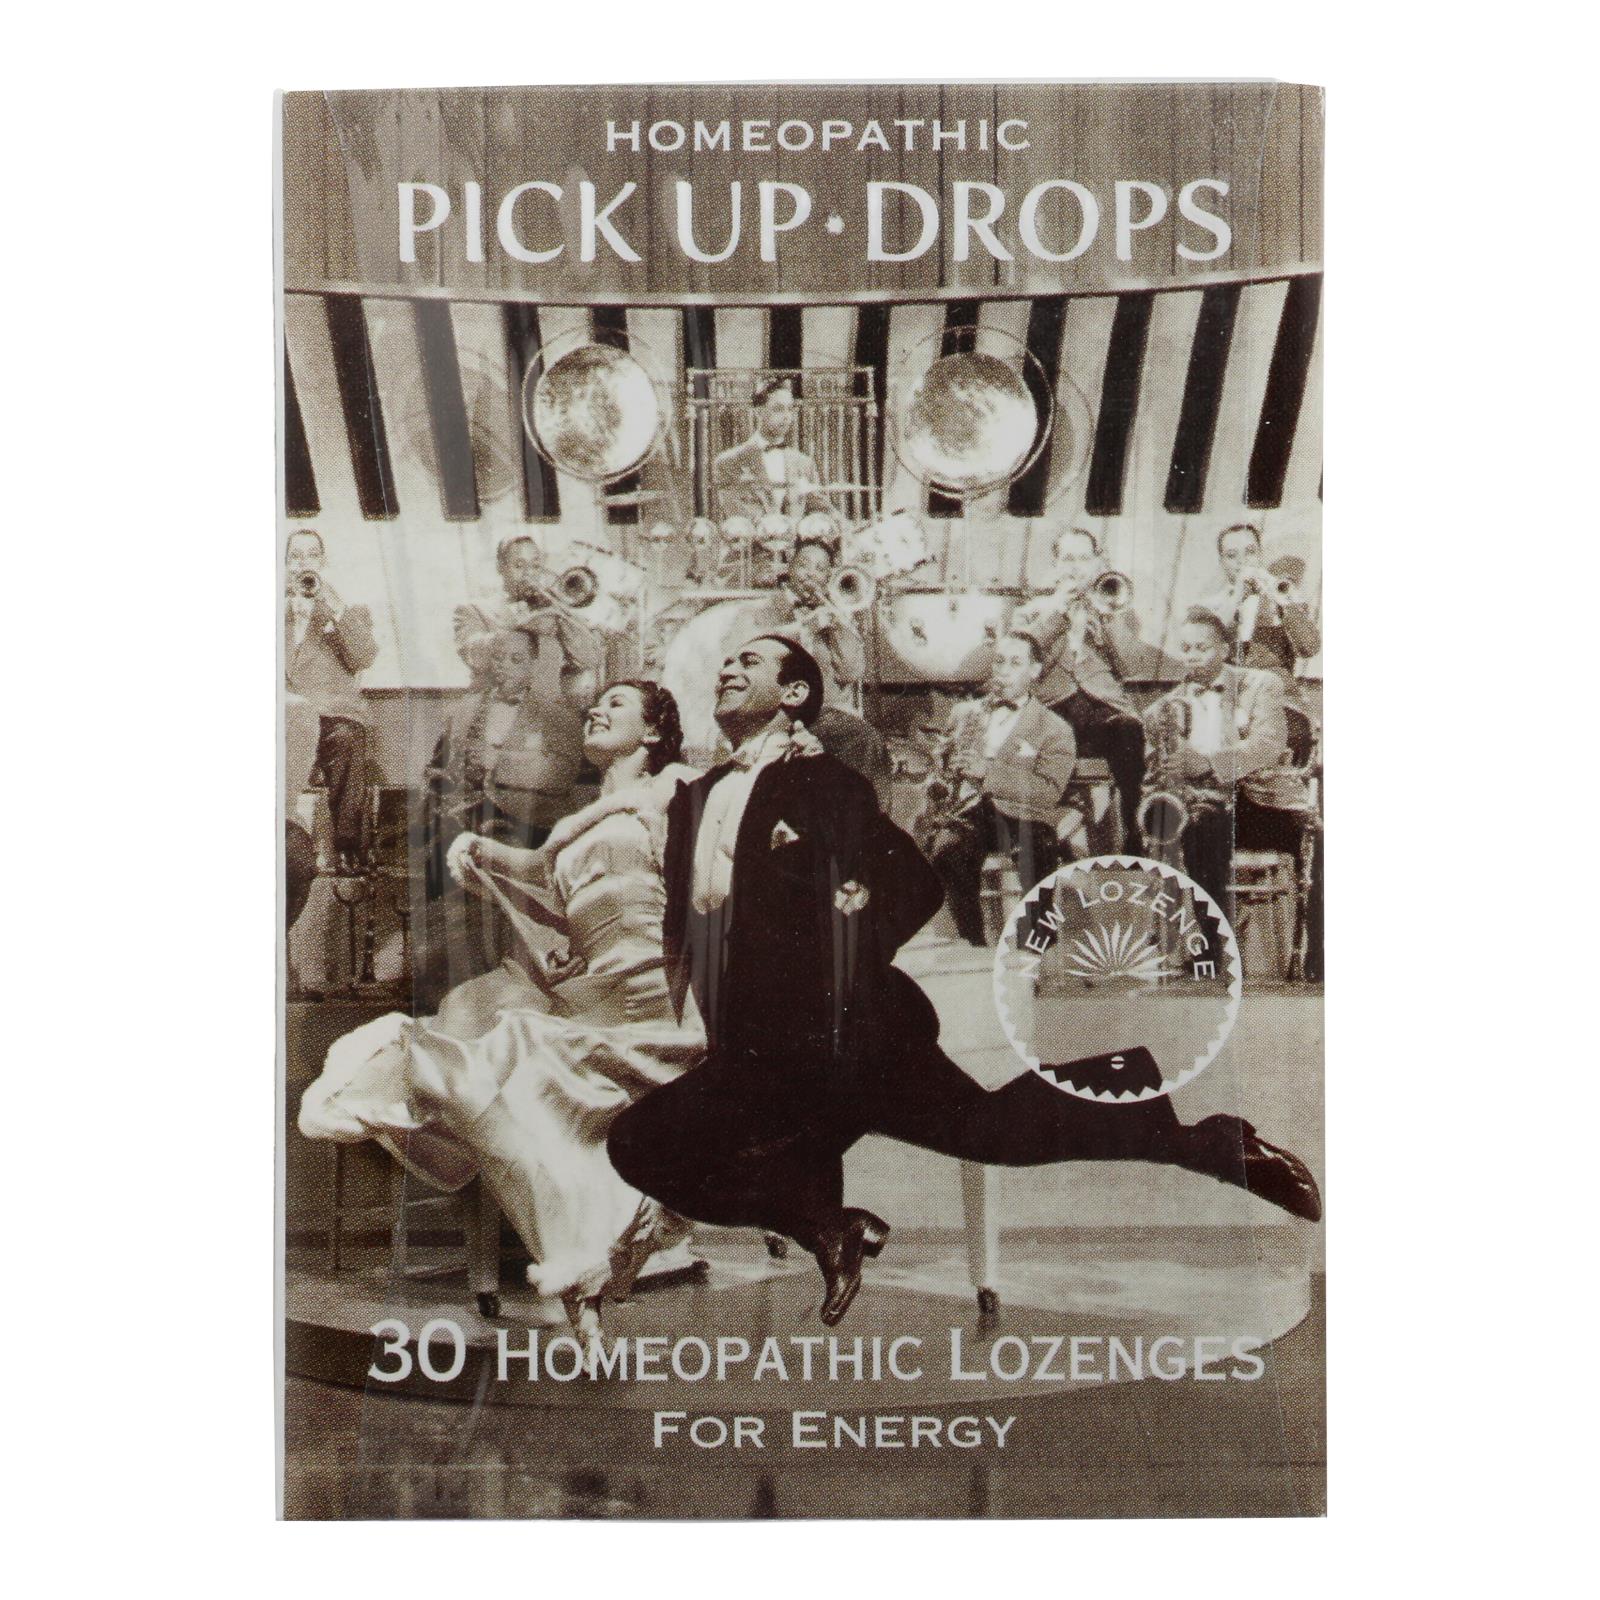 HOMEOPATHIC
PICK UP · DROPS
NEW LOZENGE
30 HOMEOPATHIC LOZENGES
FOR ENERGY